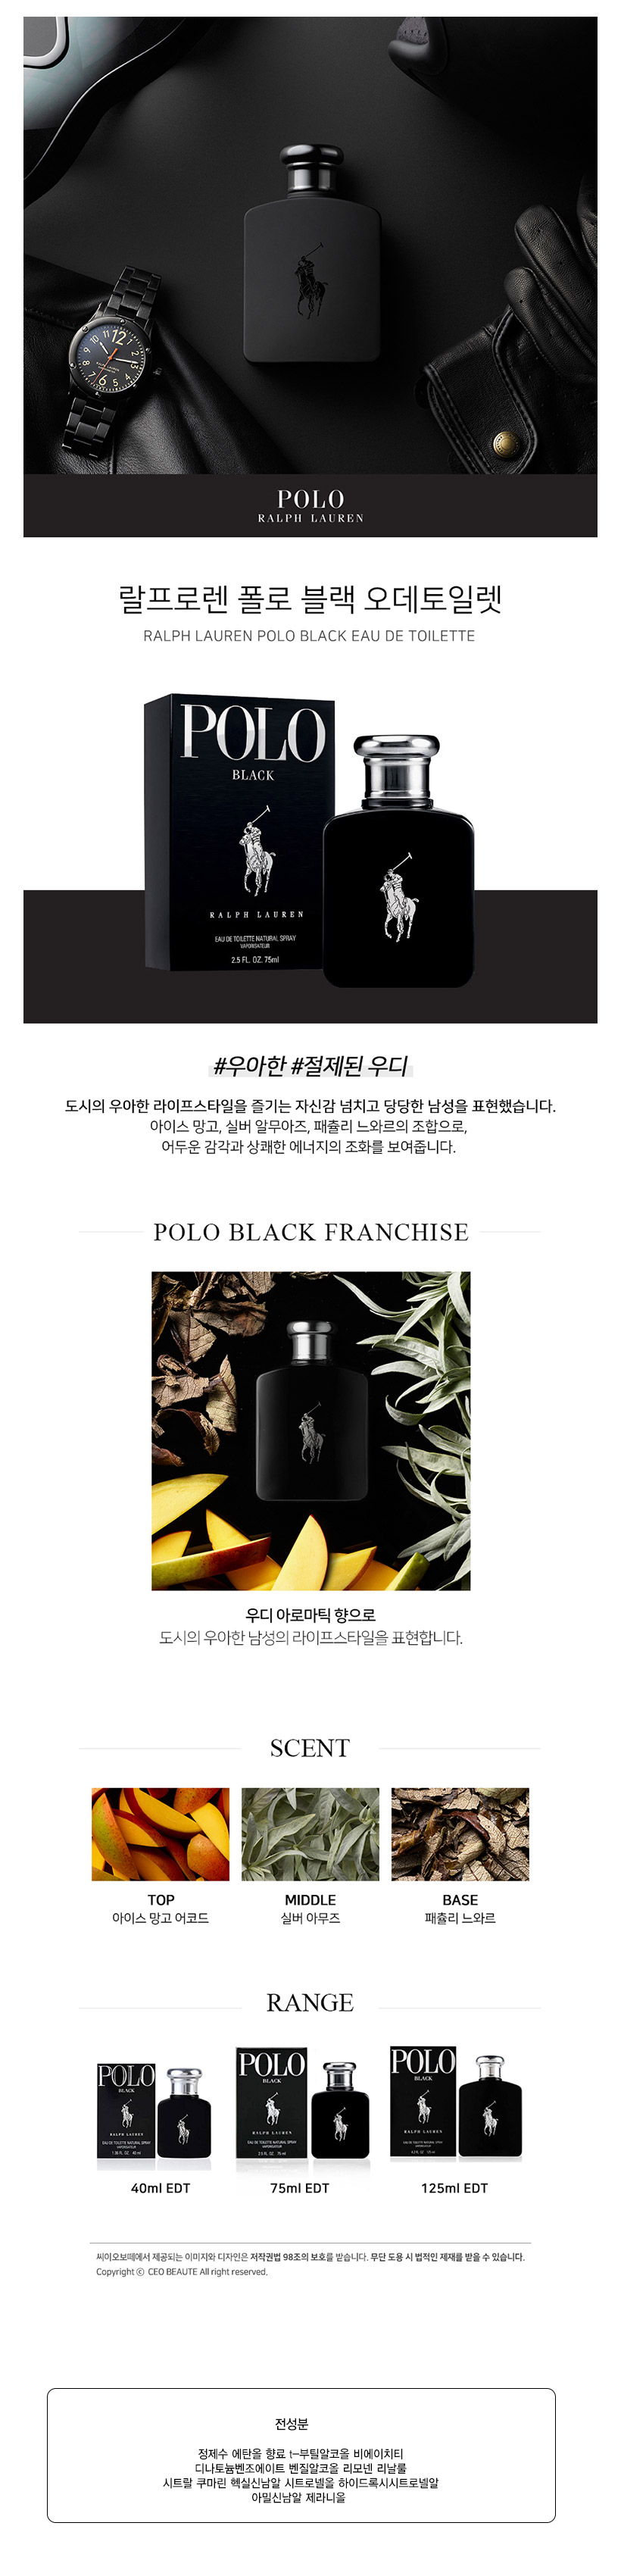 POLO
RALPH LAUREN
랄프로렌 폴로 블랙 오데토일렛
RALPH LAUREN POLO BLACK EAU DE TOILETTE
POLO
BLACK
RALPH LAUREN
EAU DE TOILETTE NATURAL SPRAY
VAPORISATEUR
2.5 FL. OZ. 75ml
#우아한 #절제된 우디
도시의 우아한 라이프스타일을 즐기는 자신감 넘치고 당당한 남성을 표현했습니다.
아이스 망고, 실버 알무아즈, 패츌리 느와르의 조합으로,
어두운 감각과 상쾌한 에너지의 조화를 보여줍니다.
POLO BLACK FRANCHISE
우디 아로마틱 향으로
도시의 우아한 남성의 라이프스타일을 표현합니다.
SCENT
TOP
아이스 망고 어코드
MIDDLE
실버 아무즈
BASE
패츌리 느와르
RANGE
POLO
BLACK
RALPH LAUREN
POLO
BLACK
RALPH LAUREN
POLO
BLACK
RALPH LAUREN
40ml EDT
75ml EDT
125ml EDT
씨이오보떼에서 제공되는 이미지와 디자인은 저작권법 98조의 보호를 받습니다. 무단 도용 시 법적인 제재를 받을 수 있습니다.
Copyright ⓒ CEO BEAUTE All right reserved.
전성분
정제수 에탄올 향료 t-부틸알코올 비에이치티
디나토늄벤조에이트 벤질알코올 리모넨 리날룰
시트랄 쿠마린 헥실신남알 시트로넬올 하이드록시시트로넬알
아밀신남알 제라니올